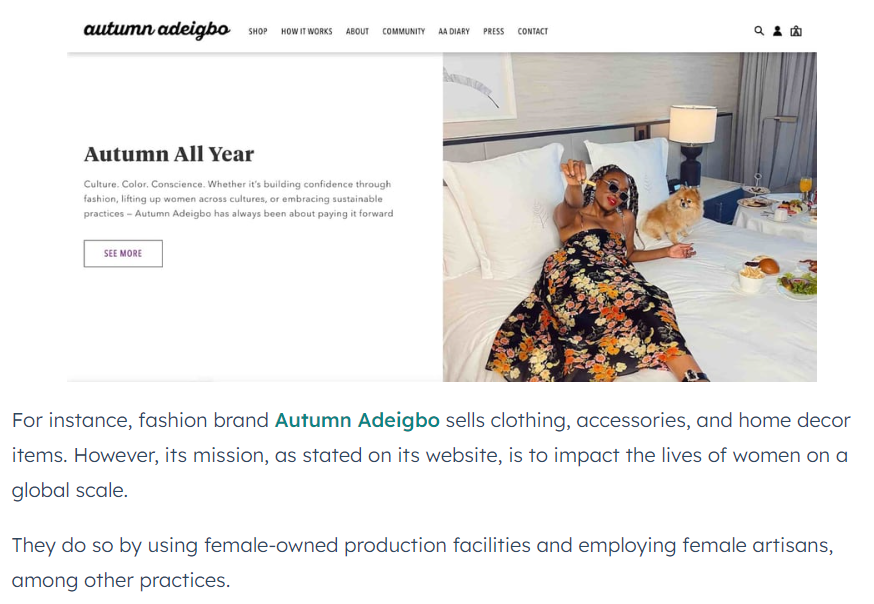 autumn adeigbo
SHOP HOW IT WORKS ABOUT COMMUNITY AA DIARY PRESS CONTACT
Autumn All Year
Culture. Color. Conscience. Whether it's building confidence through
fashion, lifting up women across cultures, or embracing sustainable
practices – Autumn Adeigbo has always been about paying it forward
SEE MORE
For instance, fashion brand Autumn Adeigbo sells clothing, accessories, and home decor
items. However, its mission, as stated on its website, is to impact the lives of women on a
global scale.
They do so by using female-owned production facilities and employing female artisans,
among other practices.